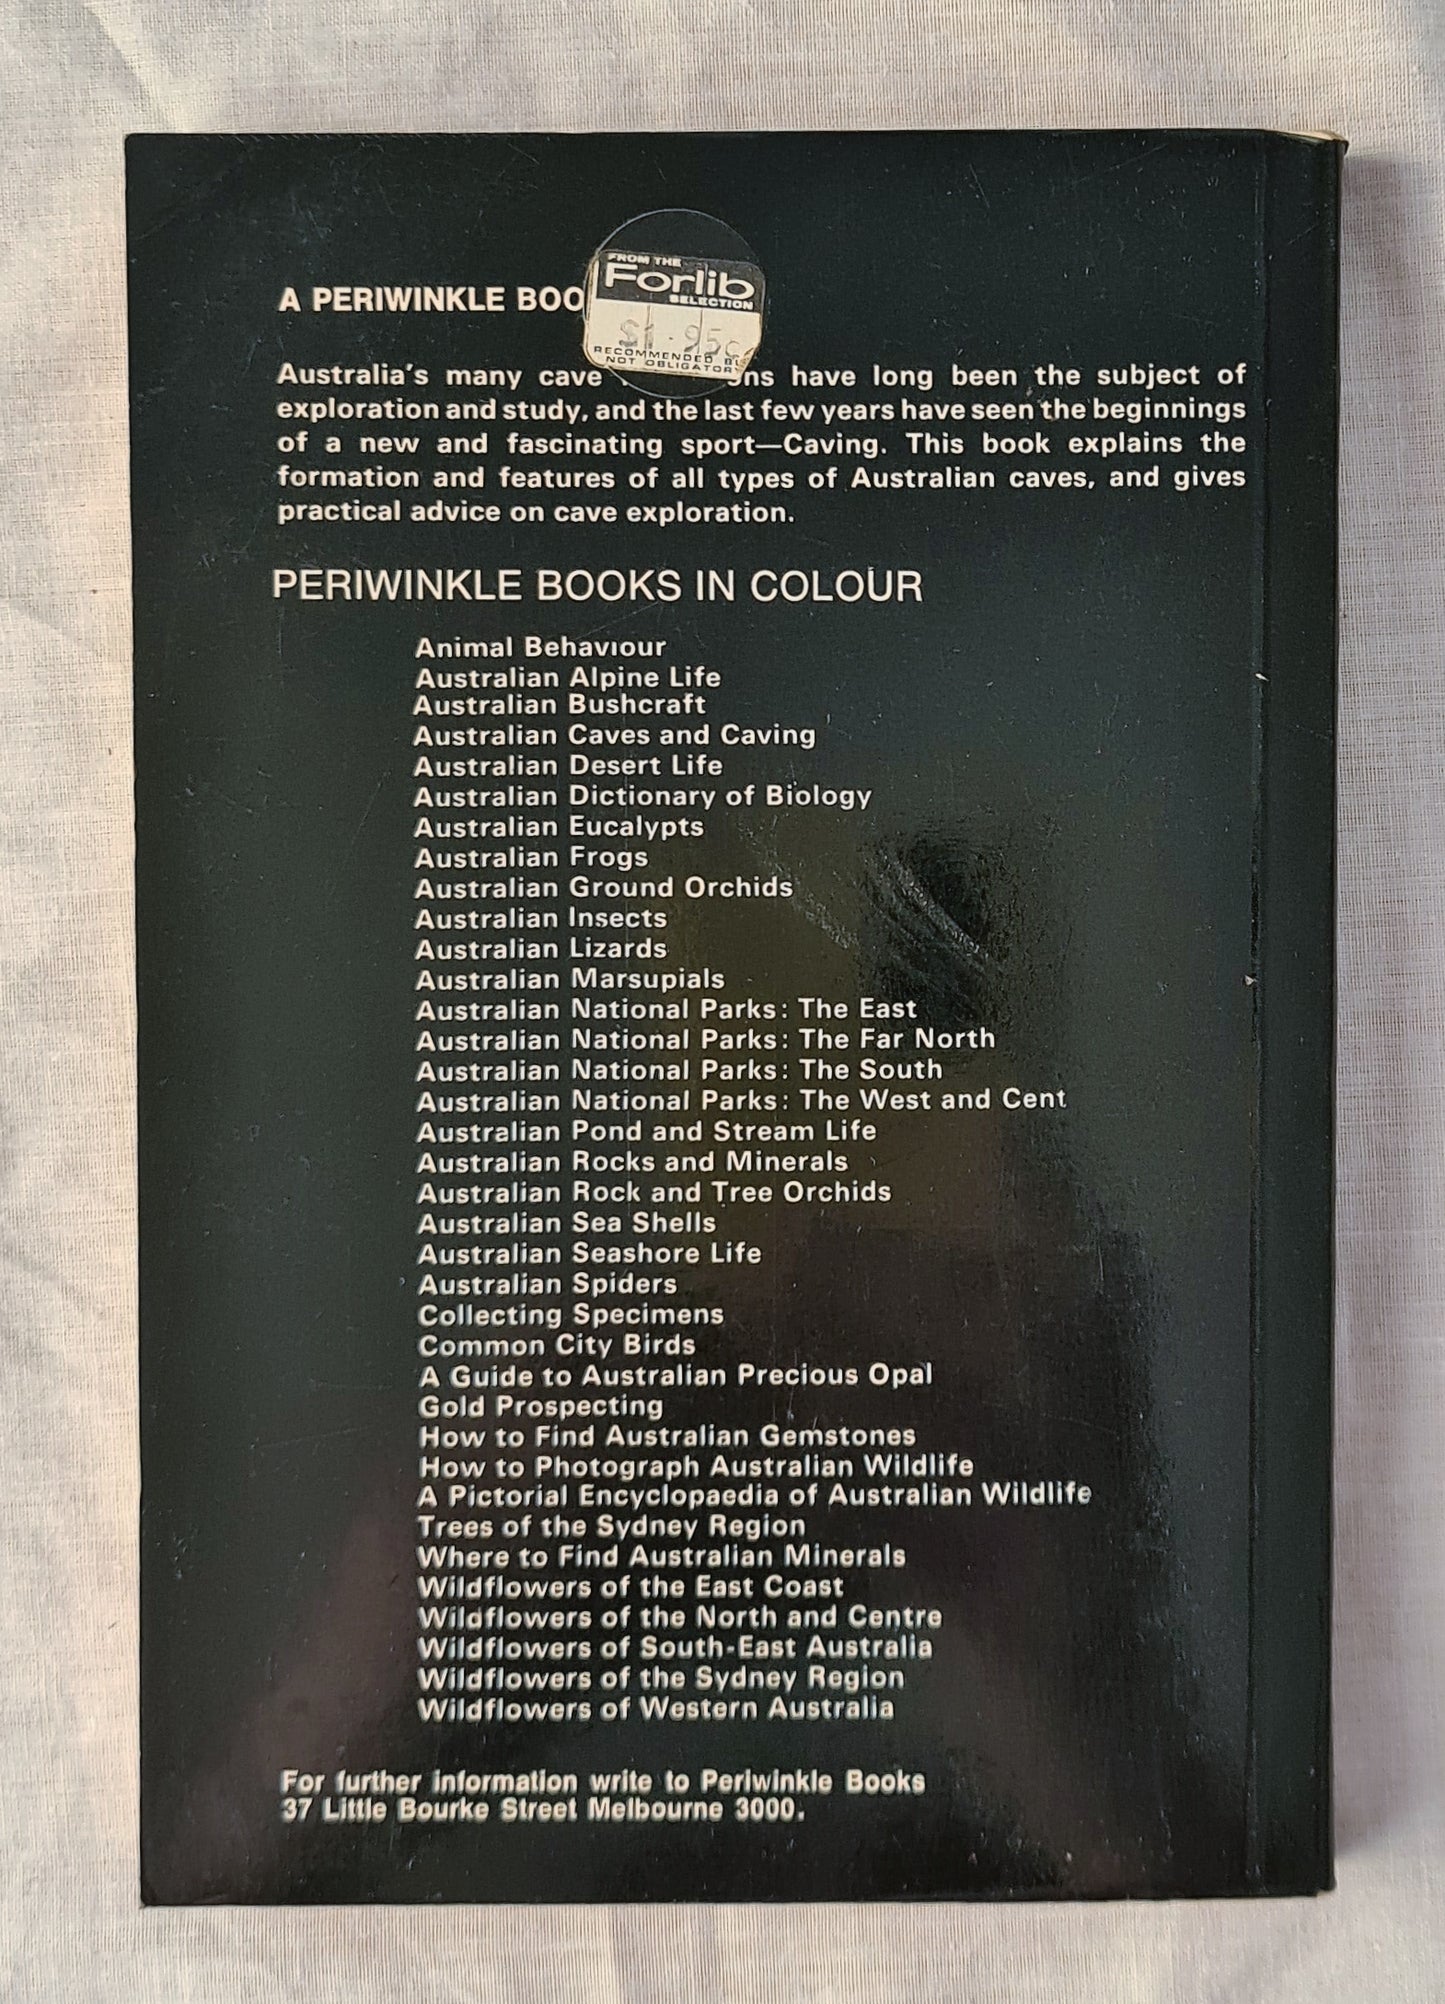 A PERIWINKLE BOO
FROM THE
Forlib
SELECTION
$1.95c
RECOMMENDED
NOT OBLIGATORY
Australia's many cave have long been the subject of
exploration and study, and the last few years have seen the beginnings
of a new and fascinating sport—Caving. This book explains the
formation and features of all types of Australian caves, and gives
practical advice on cave exploration.
PERIWINKLE BOOKS IN COLOUR
Animal Behaviour
Australian Alpine Life
Australian Bushcraft
Australian Caves and Caving
Australian Desert Life
Australian Dictionary of Biology
Australian Eucalypts
Australian Frogs
Australian Ground Orchids
Australian Insects
Australian Lizards
Australian Marsupials
Australian National Parks: The East
Australian National Parks: The Far North
Australian National Parks: The South
Australian National Parks: The West and Cent
Australian Pond and Stream Life
Australian Rocks and Minerals
Australian Rock and Tree Orchids
Australian Sea Shells
Australian Seashore Life
Australian Spiders
Collecting Specimens
Common City Birds
A Guide to Australian Precious Opal
Gold Prospecting
How to Find Australian Gemstones
How to Photograph Australian Wildlife
A Pictorial Encyclopaedia of Australian Wildlife
Trees of the Sydney Region
Where to Find Australian Minerals
Wildflowers of the East Coast
Wildflowers of the North and Centre
Wildflowers of South-East Australia
Wildflowers of the Sydney Region
Wildflowers of Western Australia
For further information write to Periwinkle Books
37 Little Bourke Street Melbourne 3000.